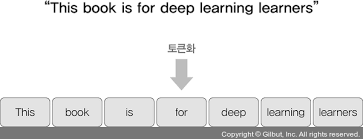 “This book is for deep learning learners”
토큰화
This book is for deep learning learners
Copyright © Gilbut, Inc. All rights reserved.